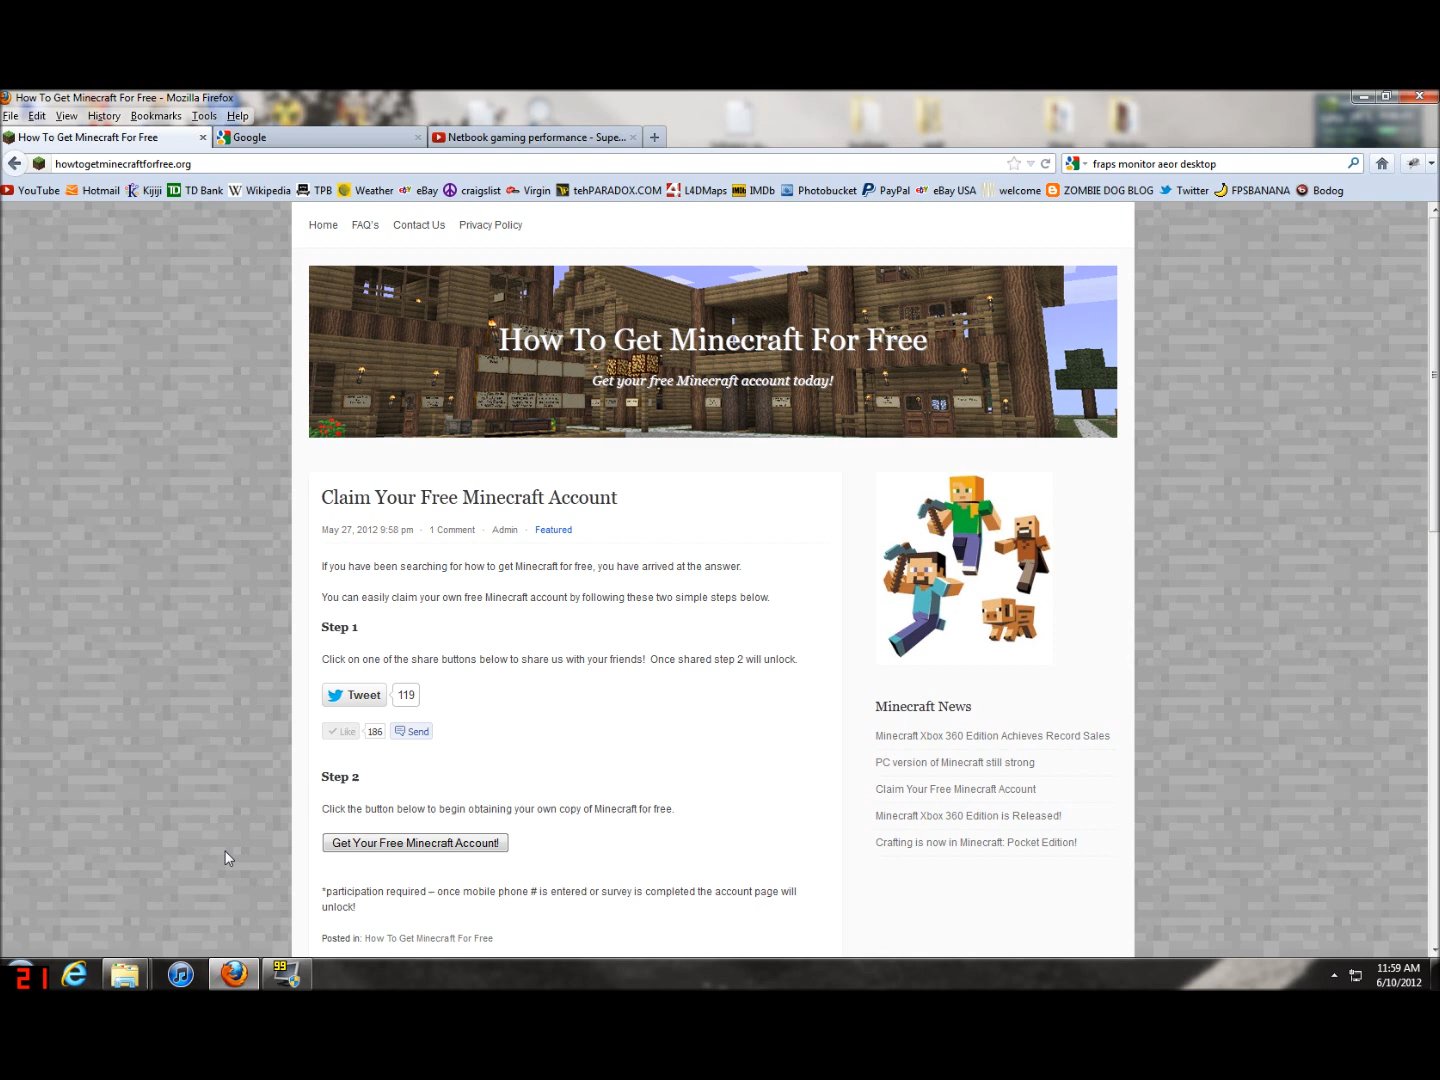 How To Get Minecraft For Free - Mozilla Firefox
File Edit View History Bookmarks Tools Help
How To Get Minecraft For Free
Google
Netbook gaming performance - Supe...
howtogetminecraftforfree.org
fraps monitor aeor desktop
YouTube Hotmail Kijiji TD Bank Wikipedia TPB Weather eBay craigslist Virgin tehPARADOX.COM L4DMaps IMDb Photobucket PayPal eBay USA welcome ZOMBIE DOG BLOG Twitter FPSBANANA Bodog
Home FAQ's Contact Us Privacy Policy
How To Get Minecraft For Free
Get your free Minecraft account today!
Claim Your Free Minecraft Account
May 27, 2012 9:58 pm - 1 Comment - Admin - Featured
If you have been searching for how to get Minecraft for free, you have arrived at the answer.
You can easily claim your own free Minecraft account by following these two simple steps below.
Step 1
Click on one of the share buttons below to share us with your friends! Once shared step 2 will unlock.
Tweet 119
Like 186 Send
Step 2
Click the button below to begin obtaining your own copy of Minecraft for free.
Get Your Free Minecraft Account!
*participation required – once mobile phone # is entered or survey is completed the account page will
unlock!
Posted in: How To Get Minecraft For Free
Minecraft News
Minecraft Xbox 360 Edition Achieves Record Sales
PC version of Minecraft still strong
Claim Your Free Minecraft Account
Minecraft Xbox 360 Edition is Released!
Crafting is now in Minecraft: Pocket Edition!
21
99
11:59 AM
6/10/2012